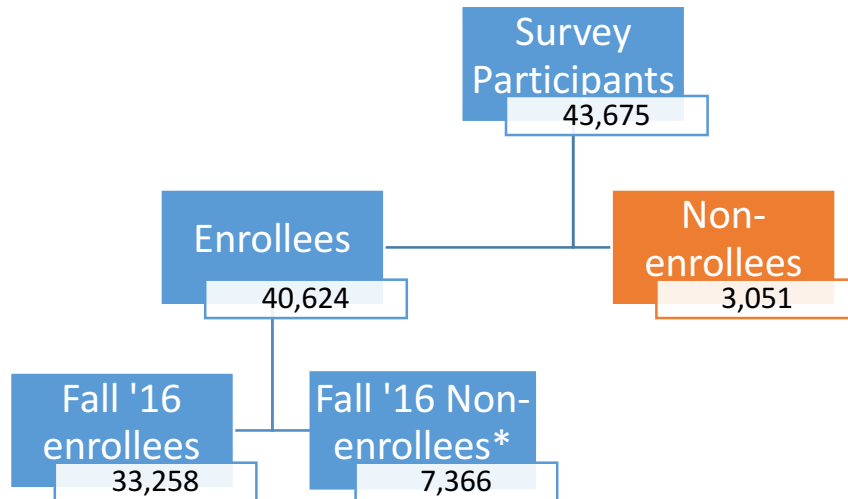 Survey
Participants
43,675
Enrollees
40,624
Non-
enrollees
3,051
Fall '16
enrollees
33,258
Fall '16 Non-
enrollees*
7,366